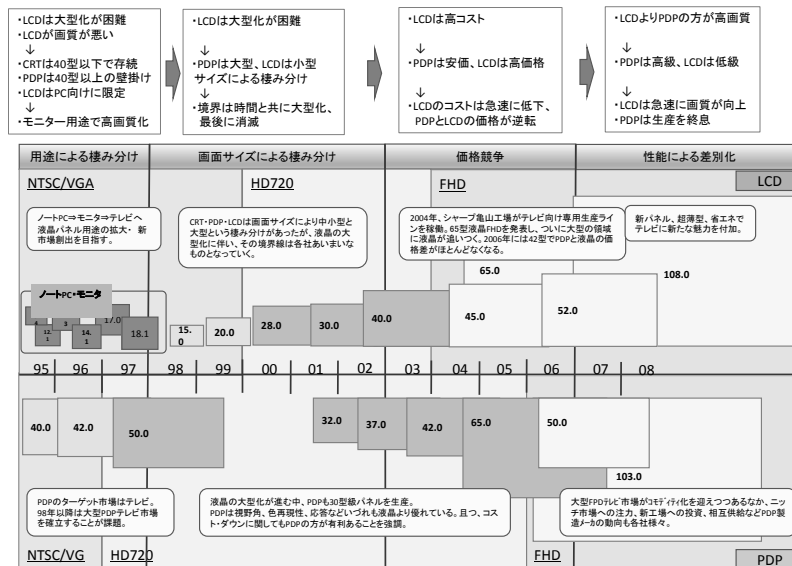 ・LCDは大型化が困難
・LCDが画質が悪い
↓
・CRTは40型以下で存続
・PDPは40型以上の壁掛け
・LCDはPC向けに限定
↓
・モニター用途で高画質化
・LCDは大型化が困難
↓
・PDPは大型、LCDは小型
サイズによる棲み分け
↓
・境界は時間と共に大型化、
最後に消滅
・LCDは高コスト
↓
・PDPは安価、LCDは高価格
↓
・LCDのコストは急速に低下、
PDPとLCDの価格が逆転
・LCDよりPDPの方が高画質
↓
・PDPは高級、LCDは低級
↓
・LCDは急速に画質が向上
・PDPは生産を終息
用途による棲み分け
画面サイズによる棲み分け
価格競争
性能による差別化
NTSC/VGA
HD720
FHD
LCD
ノートPC⇒モニタ⇒テレビへ
液晶パネル用途の拡大・ 新
市場創出を目指す。
CRT・PDP・LCDは画面サイズにより中小型と
大型という棲み分けがあったが、液晶の大
型化に伴い、その境界線は各社あいまいな
ものとなっていく。
2004年、シャープ亀山工場がテレビ向け専用生産ライ
ンを稼働。65型液晶FHDを発表し、ついに大型の領域
に液晶が追いつく。2006年には42型でPDPと液晶の価
格差がほとんどなくなる。
新パネル、超薄型、省エネで
テレビに新たな魅力を付加。
65.0
108.0
ノートPC・モニタ
3
17.0
12.
1
14.
1
18.1
15.
0
20.0
28.0
30.0
40.0
45.0
52.0
95 96 97 98 99 00 01 02 03 04 05 06 07 08
40.0
42.0
50.0
32.0
37.0
42.0
65.0
50.0
103.0
PDPのターゲット市場はテレビ。
98年以降は大型PDPテレビ市場
を確立することが課題。
液晶の大型化が進む中、PDPも30型級パネルを生産。
PDPは視野角、色再現性、応答などいづれも液晶より優れている。且つ、コス
ト・ダウンに関してもPDPの方が有利あることを強調。
大型FPDテレビ市場がコモディティ化を迎えつつあるなか、ニッ
チ市場への注力、新工場への投資、相互供給などPDP製
造メーカの動向も各社様々。
NTSC/VG
HD720
FHD
PDP